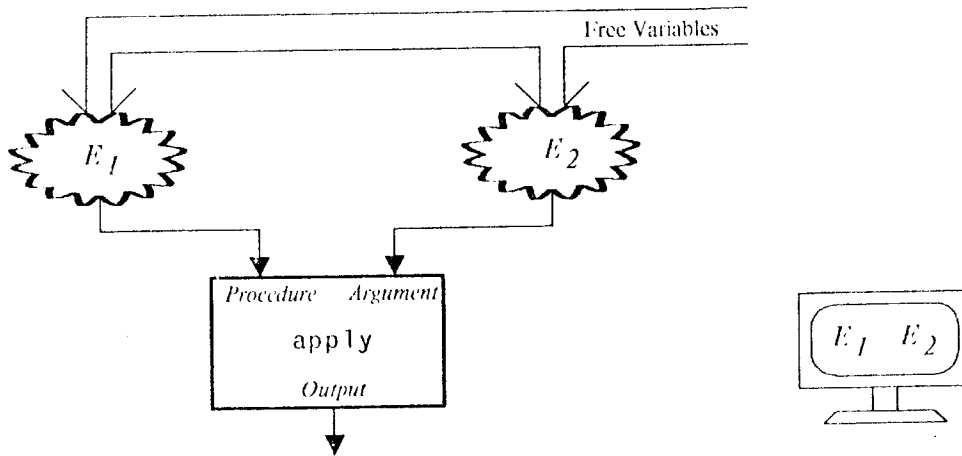 Free Variables
E1
E2
Procedure Argument
apply
Output
E1 E2